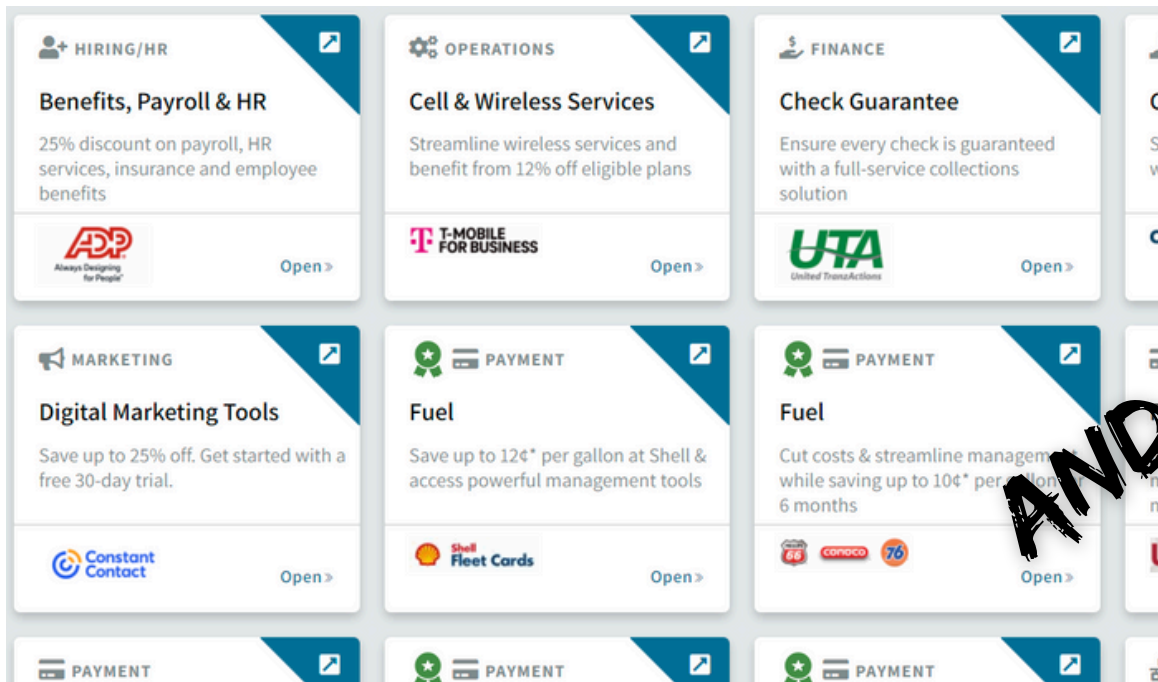 HIRING/HR
Benefits, Payroll & HR
25% discount on payroll, HR
services, insurance and employee
benefits
ADP
Always Designing
for People®
Open »
OPERATIONS
Cell & Wireless Services
Streamline wireless services and
benefit from 12% off eligible plans
T-MOBILE
FOR BUSINESS
Open »
FINANCE
Check Guarantee
Ensure every check is guaranteed
with a full-service collections
solution
UTA
United TranzActions
Open »
MARKETING
Digital Marketing Tools
Save up to 25% off. Get started with a
free 30-day trial.
Constant
Contact
Open »
PAYMENT
Fuel
Save up to 12¢* per gallon at Shell &
access powerful management tools
Shell
Fleet Cards
Open »
PAYMENT
Fuel
Cut costs & streamline management
while saving up to 10¢* per gallon
6 months
PHILLIPS
66
conoco
76
Open »
AND
PAYMENT
PAYMENT
PAYMENT